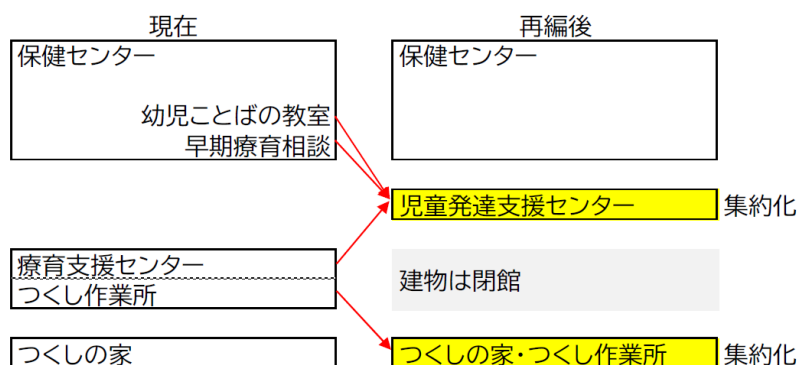 現在
再編後
保健センター
保健センター
幼児ことばの教室
早期療育相談
児童発達支援センター
集約化
療育支援センター
つくし作業所
建物は閉館
つくしの家
つくしの家・つくし作業所
集約化